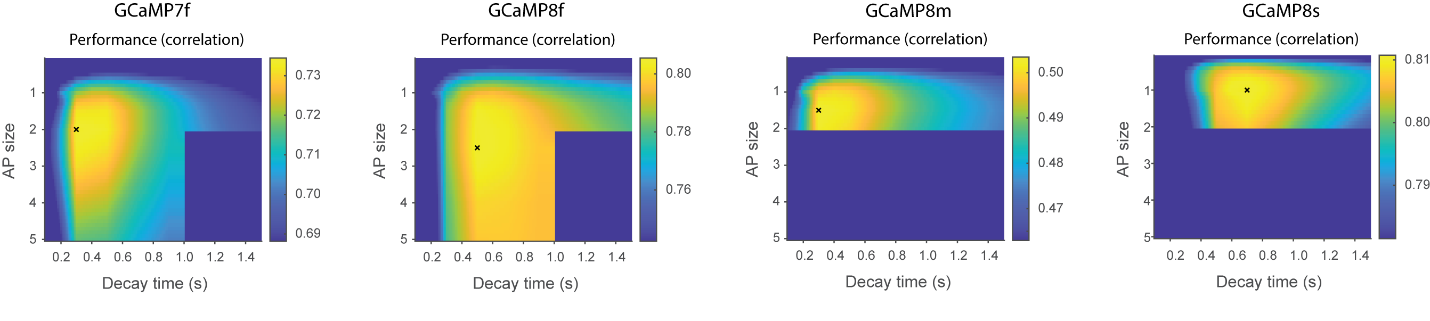 GCaMP7f
Performance (correlation)
0.73
0.72
0.71
0.70
0.69
1
2
3
4
5
AP size
0.2 0.4 0.6 0.8 1.0 1.2 1.4
Decay time (s)
GCaMP8f
Performance (correlation)
0.80
0.78
0.76
1
2
3
4
5
AP size
0.2 0.4 0.6 0.8 1.0 1.2 1.4
Decay time (s)
GCaMP8m
Performance (correlation)
0.50
0.49
0.48
0.47
1
2
3
4
5
AP size
0.2 0.4 0.6 0.8 1.0 1.2 1.4
Decay time (s)
GCaMP8s
Performance (correlation)
0.81
0.80
0.79
1
2
3
4
5
AP size
0.2 0.4 0.6 0.8 1.0 1.2 1.4
Decay time (s)